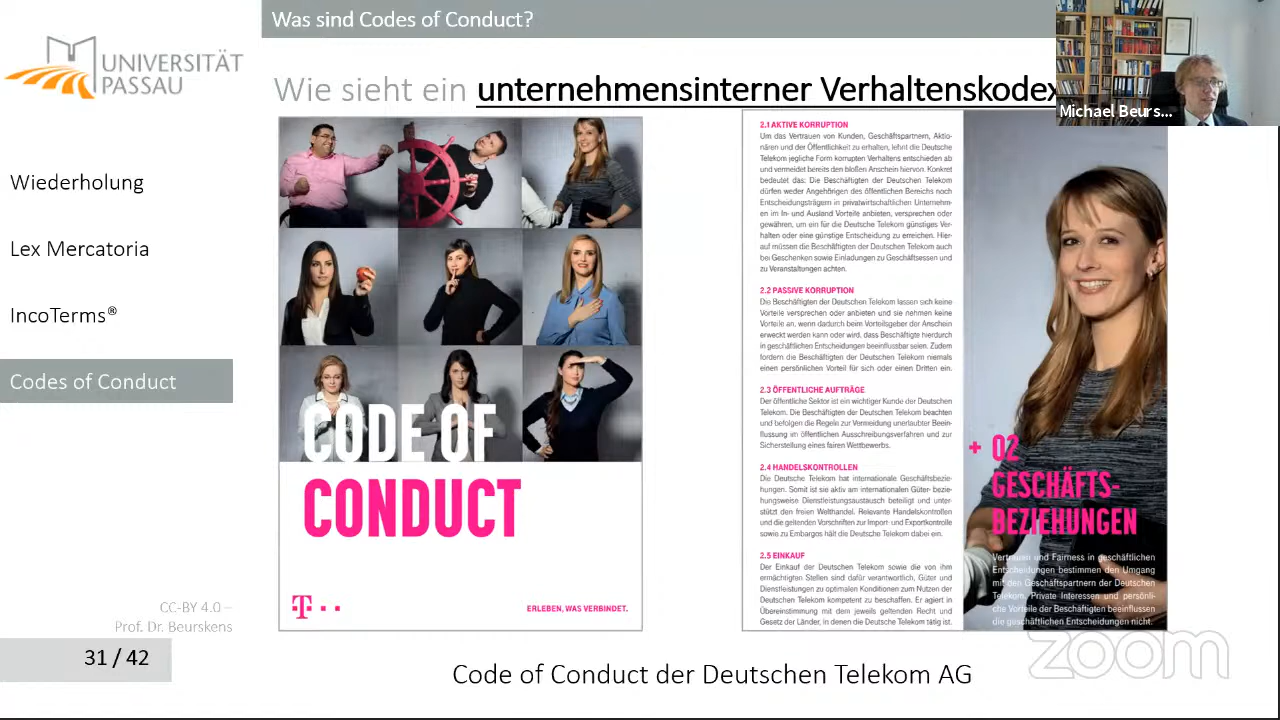 Was sind Codes of Conduct?
UNIVERSITÄT
PASSAU
Wie sieht ein unternehmensinterner Verhaltenskodex
Michael Beurs...
Wiederholung
Lex Mercatoria
IncoTerms®
Codes of Conduct
CC-BY 4.0 –
Prof. Dr. Beurskens
31 / 42
CODE OF
CONDUCT
T
ERLEBEN, WAS VERBINDET.
2.1 AKTIVE KORRUPTION
Um das Vertrauen von Kunden, Geschäftspartnern, Aktio-
nären und der Öffentlichkeit zu erhalten, lehnt die Deutsche
Telekom jegliche Form korrupten Verhaltens entschieden ab
und vermeidet bereits den bloßen Anschein hiervon. Konkret
bedeutet das: Die Beschäftigten der Deutschen Telekom
dürfen weder Angehörigen des öffentlichen Bereichs noch
Entscheidungsträgern in privatwirtschaftlichen Unternehm-
en im In- und Ausland Vorteile anbieten, versprechen oder
gewähren, um ein für die Deutsche Telekom günstiges Ver-
halten oder eine günstige Entscheidung zu erreichen. Hier-
auf müssen die Beschäftigten der Deutschen Telekom auch
bei Geschenken sowie Einladungen zu Geschäftsessen und
zu Veranstaltungen achten.
2.2 PASSIVE KORRUPTION
Die Beschäftigten der Deutschen Telekom lassen sich keine
Vorteile versprechen oder anbieten und sie nehmen keine
Vorteile an, wenn dadurch beim Vorteilsgeber der Anschein
erweckt werden kann oder wird, dass Beschäftigte hierdurch
in geschäftlichen Entscheidungen beeinflussbar seien. Zudem
fordern die Beschäftigten der Deutschen Telekom niemals
einen persönlichen Vorteil für sich oder einen Dritten ein.
2.3 ÖFFENTLICHE AUFTRÄGE
Der öffentliche Sektor ist ein wichtiger Kunde der Deutschen
Telekom. Die Beschäftigten der Deutschen Telekom beachten
und befolgen die Regeln zur Vermeidung unerlaubter Beein-
flussung im öffentlichen Ausschreibungsverfahren und zur
Sicherstellung eines fairen Wettbewerbs.
2.4 HANDELSKONTROLLEN
Die Deutsche Telekom hat internationale Geschäftsbezie-
hungen. Somit ist sie aktiv am internationalen Güter- bezie-
hungsweise Dienstleistungsaustausch beteiligt und unter-
stützt den freien Welthandel. Relevante Handelskontrollen
und die geltenden Vorschriften zur Import- und Exportkontrolle
sowie zu Embargos hält die Deutsche Telekom dabei ein.
2.5 EINKAUF
Der Einkauf der Deutschen Telekom sowie die von ihm
ermächtigten Stellen sind dafür verantwortlich, Güter und
Dienstleistungen zu optimalen Konditionen zum Nutzen der
Deutschen Telekom kompetent zu beschaffen. Er agiert in
Übereinstimmung mit dem jeweils geltenden Recht und
Gesetz der Länder, in denen die Deutsche Telekom tätig ist.
+ 02
GESCHÄFTS-
BEZIEHUNGEN
Vertrauen und Fairness in geschäftlichen
Entscheidungen bestimmen den Umgang
mit den Geschäftspartnern der Deutschen
Telekom. Private Interessen und persönli-
che Vorteile der Beschäftigten beeinflussen
die geschäftlichen Entscheidungen nicht.
zoom
Code of Conduct der Deutschen Telekom AG